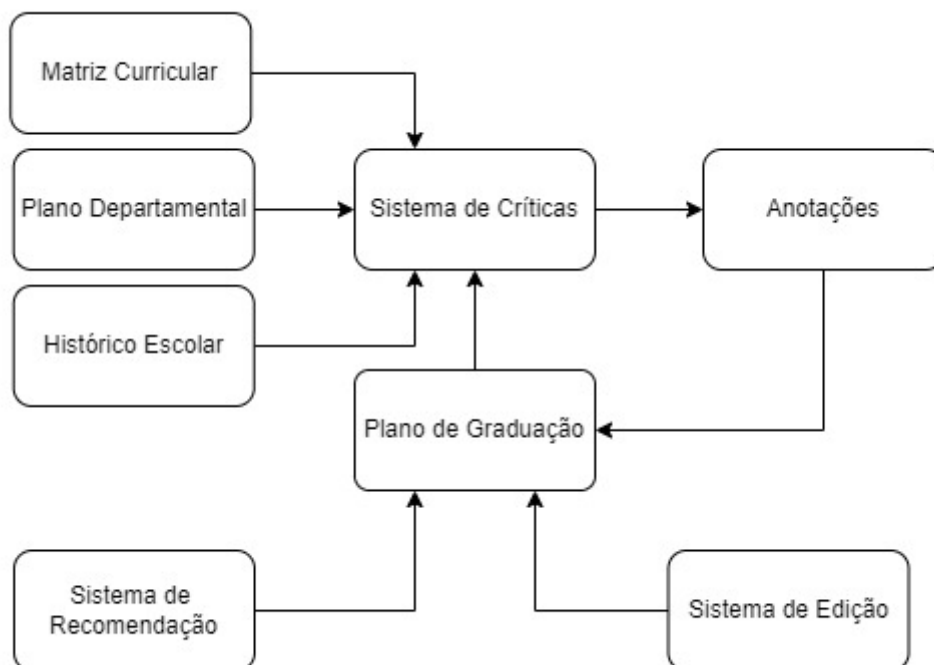 Matriz Curricular
Plano Departamental
Sistema de Críticas
Anotações
Histórico Escolar
Plano de Graduação
Sistema de
Recomendação
Sistema de Edição